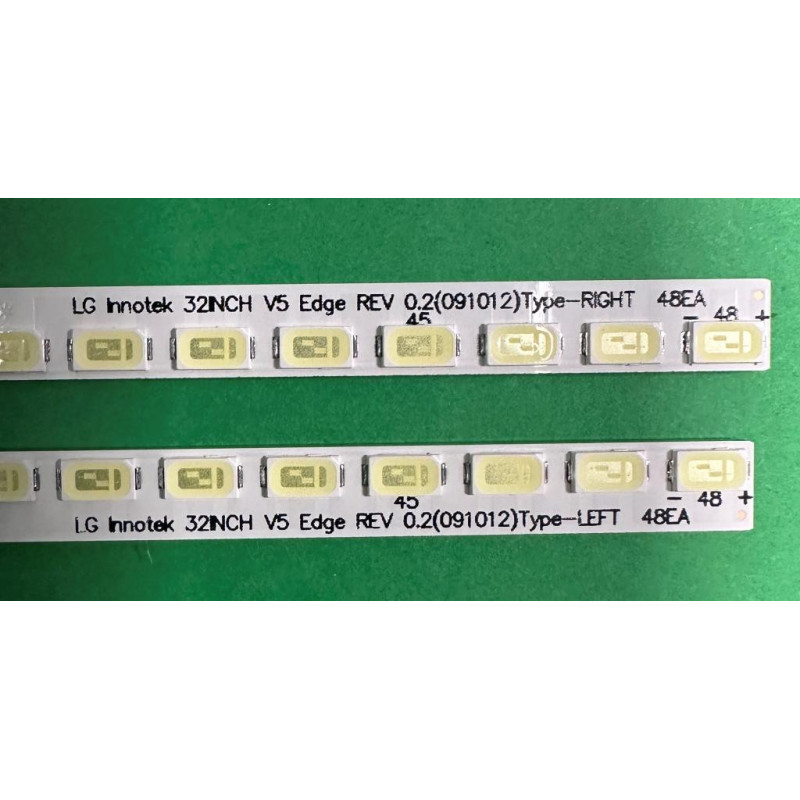 LG Innotek 32INCH V5 Edge REV 0.2(091012)Type-RIGHT 48EA
45 - 48 +
45 - 48 +
LG Innotek 32INCH V5 Edge REV 0.2(091012)Type-LEFT 48EA